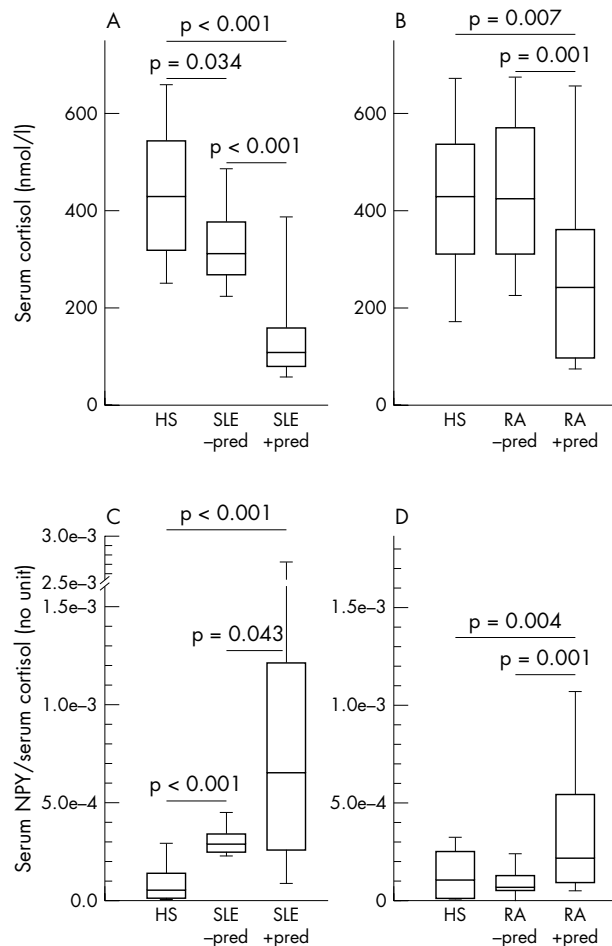 A
p < 0.001
p = 0.034
p < 0.001
Serum cortisol (nmol/l)
600
400
200
0
HS
SLE
–pred
SLE
+pred
B
p = 0.007
p = 0.001
600
400
200
0
HS
RA
–pred
RA
+pred
C
p < 0.001
p = 0.043
p < 0.001
Serum NPY/serum cortisol (no unit)
3.0e–3
2.5e–3
1.5e–3
1.0e–3
5.0e–4
0.0
HS
SLE
–pred
SLE
+pred
D
p = 0.004
p = 0.001
1.5e–3
1.0e–3
5.0e–4
0.0
HS
RA
–pred
RA
+pred